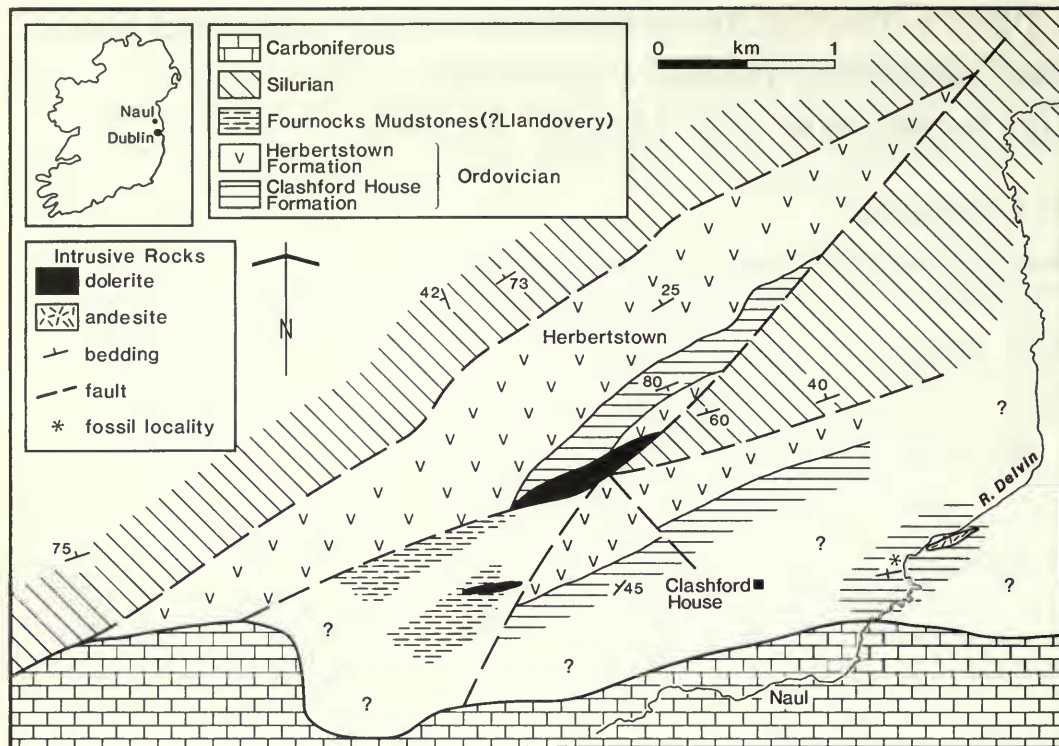 Naul
Dublin
Carboniferous
Silurian
Fournocks Mudstones(?Llandovery)
v Herbertstown
Formation
Clashford House
Formation
Ordovician
0 km 1
Intrusive Rocks
dolerite
andesite
bedding
fault
* fossil locality
N
42
73
25
Herbertstown
80
60
40
75
45
Clashford
House
R. Delvin
Naul
?
?
?
?
?
?
?